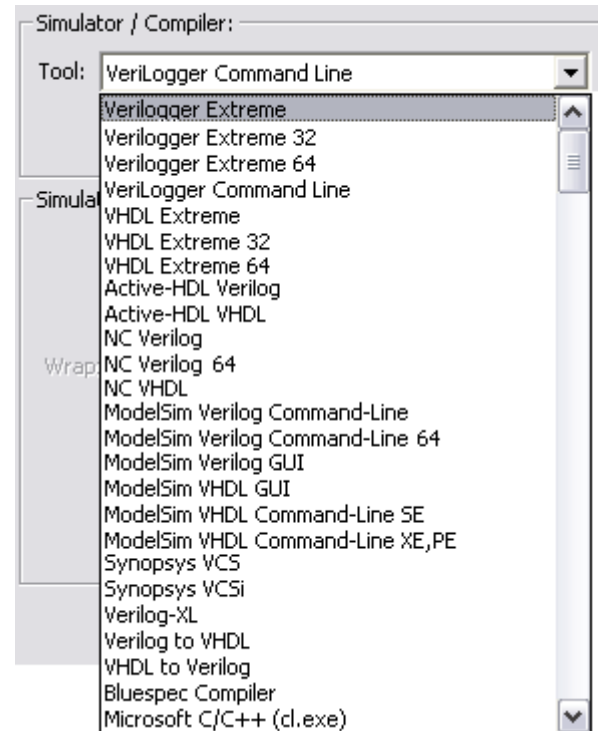 Simulator / Compiler:
Tool: VeriLogger Command Line
Verilogger Extreme
Verilogger Extreme 32
Verilogger Extreme 64
VeriLogger Command Line
Simula
VHDL Extreme
VHDL Extreme 32
VHDL Extreme 64
Active-HDL Verilog
Active-HDL VHDL
NC Verilog
Wrap NC Verilog 64
NC VHDL
ModelSim Verilog Command-Line
ModelSim Verilog Command-Line 64
ModelSim Verilog GUI
ModelSim VHDL GUI
ModelSim VHDL Command-Line SE
ModelSim VHDL Command-Line XE,PE
Synopsys VCS
Synopsys VCSi
Verilog-XL
Verilog to VHDL
VHDL to Verilog
Bluespec Compiler
Microsoft C/C++ (cl.exe)